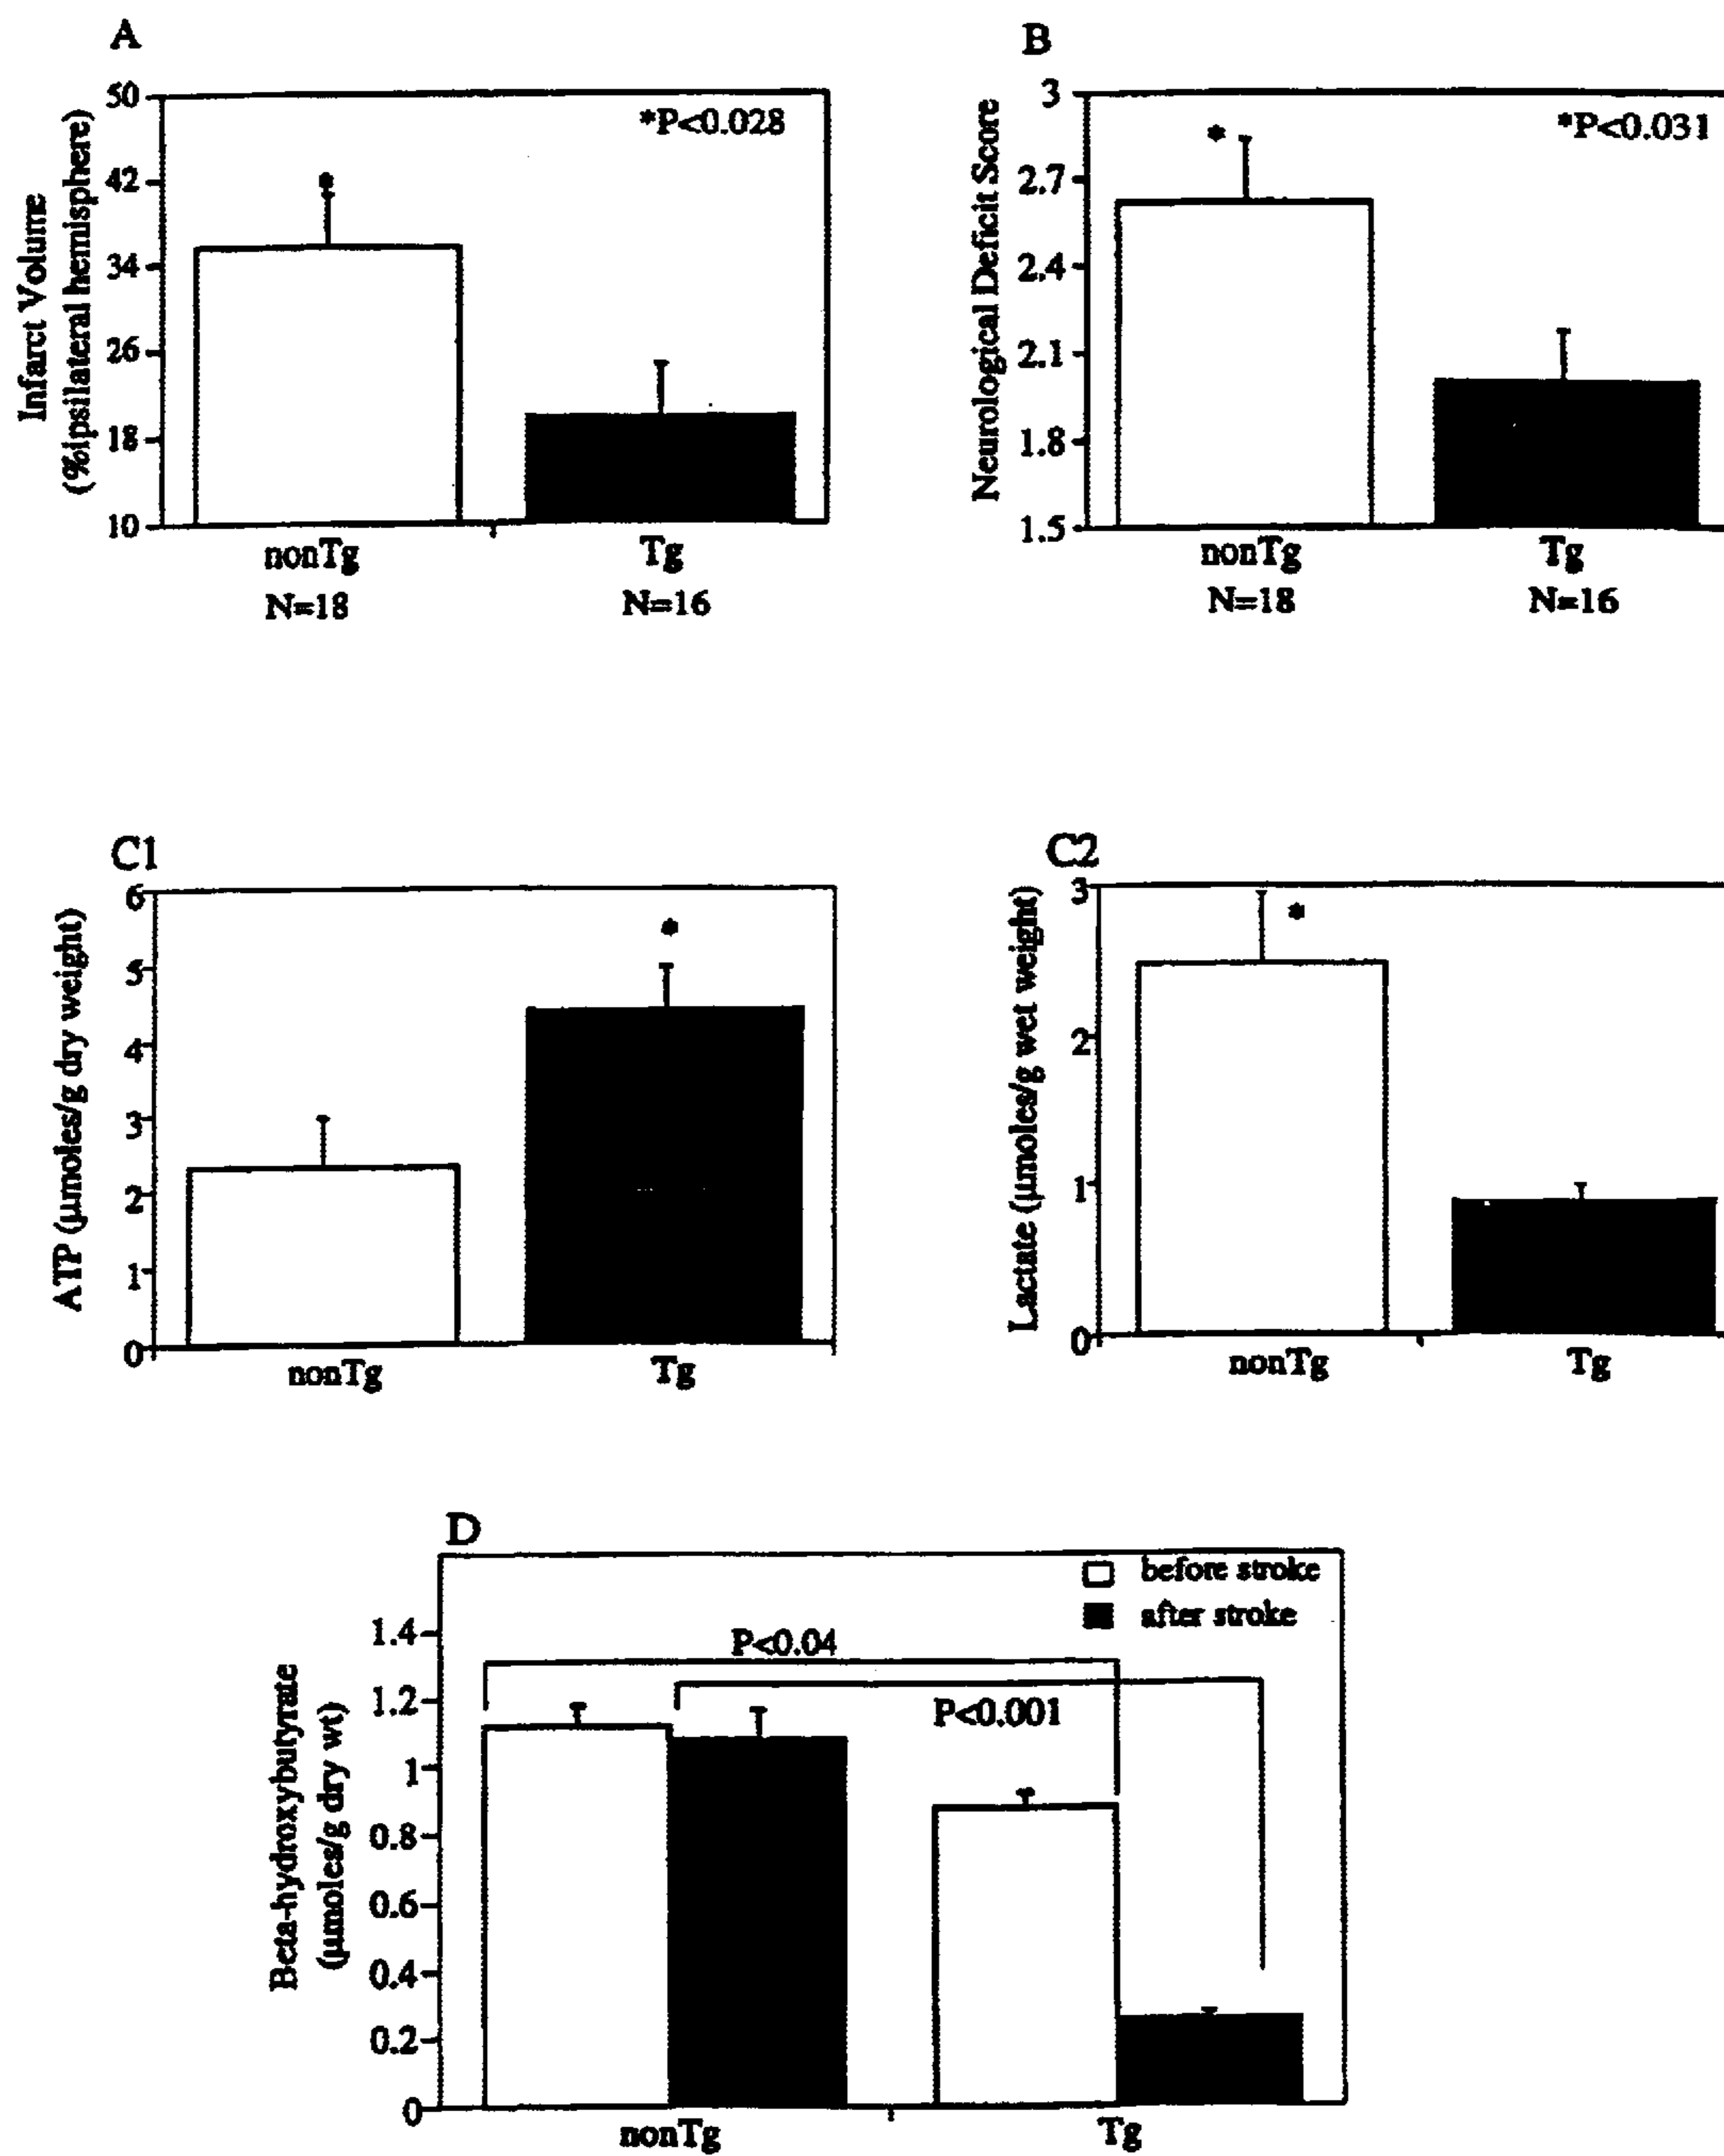 A
Infarct Volume
(%ipsilateral hemisphere)
50
42
34
26
18
10
*P<0.028
*
nonTg
Tg
N=18
N=16
B
Neurological Deficit Score
3
2.7
2.4
2.1
1.8
1.5
*P<0.031
*
nonTg
Tg
N=18
N=16
C1
ATP (µmoles/g dry weight)
6
5
4
3
2
1
0
*
nonTg
Tg
C2
Lactate (µmoles/g wet weight)
3
2
1
0
*
nonTg
Tg
D
Beta-hydroxybutyrate
(µmoles/g dry wt)
1.4
1.2
1
0.8
0.6
0.4
0.2
0
before stroke
after stroke
P<0.04
P<0.001
nonTg
Tg